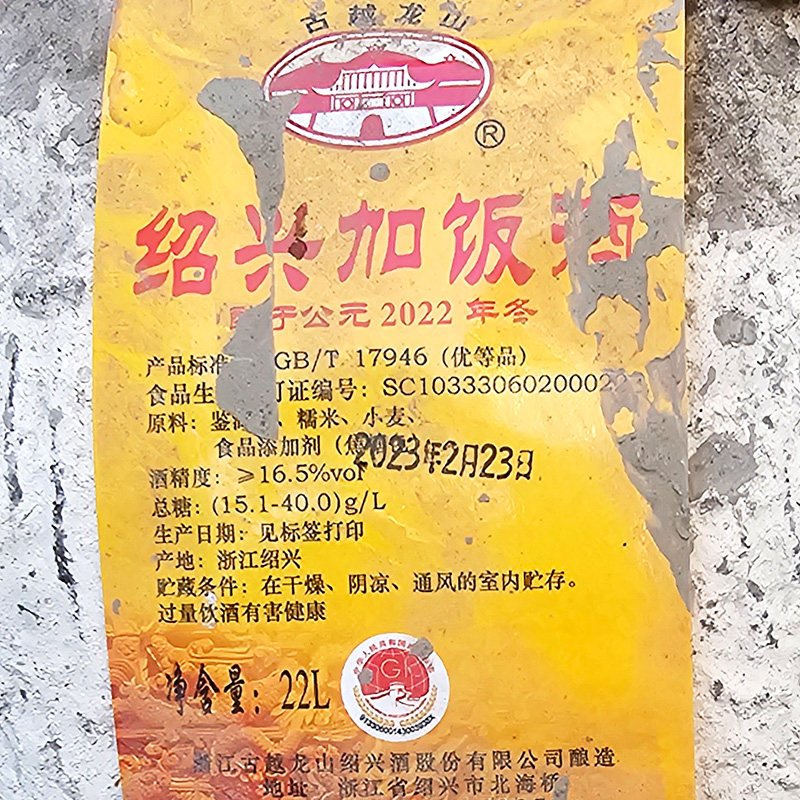 古越龙山
®
绍兴加饭酒
于公元2022年冬
产品标准 GB/T 17946 (优等品)
食品生 可证编号: SC10333060200022
原料: 鉴 、糯米、小麦、
食品添加剂 (焦
2023年2月23日
酒精度: ≥16.5%vol
总糖: (15.1-40.0)g/L
生产日期: 见标签打印
产地: 浙江绍兴
贮藏条件: 在干燥、阴凉、通风的室内贮存。
过量饮酒有害健康
净含量: 22L
浙江古越龙山绍兴酒股份有限公司酿造
地址 浙江省绍兴市北海桥